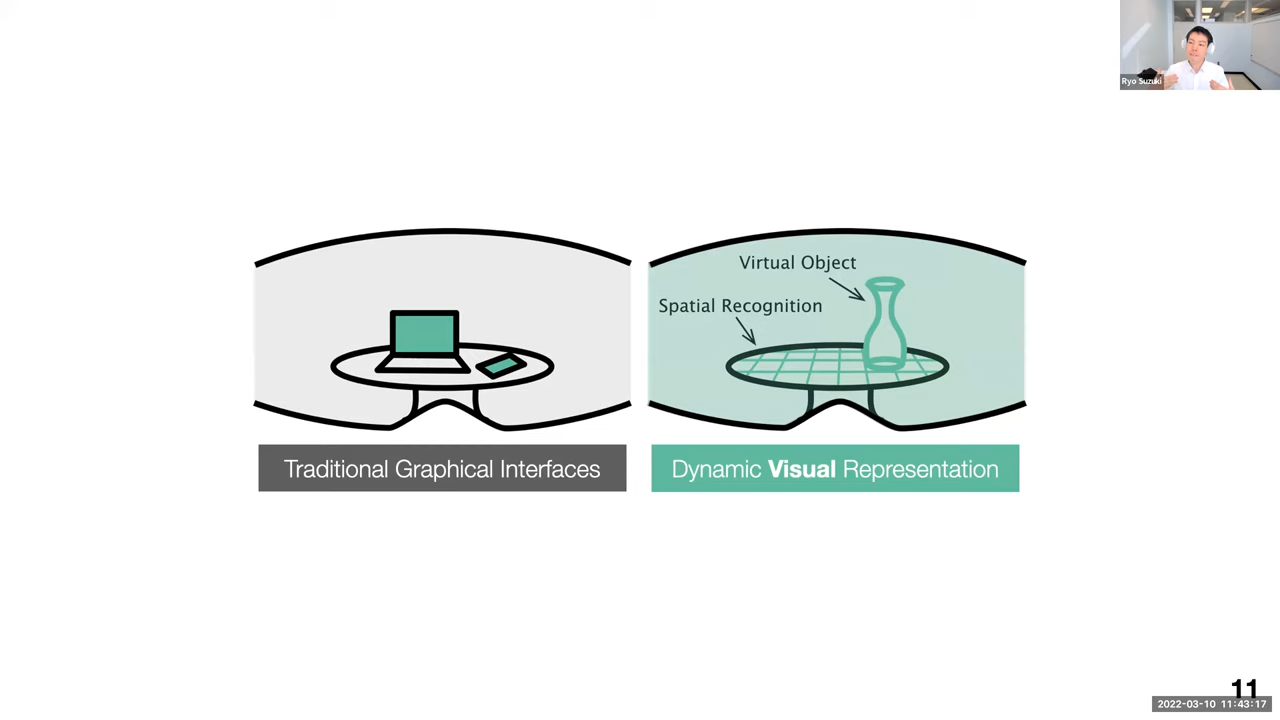 Ryo Suzuki
Virtual Object
Spatial Recognition
Traditional Graphical Interfaces
Dynamic Visual Representation
11
2022-03-10 11:43:17